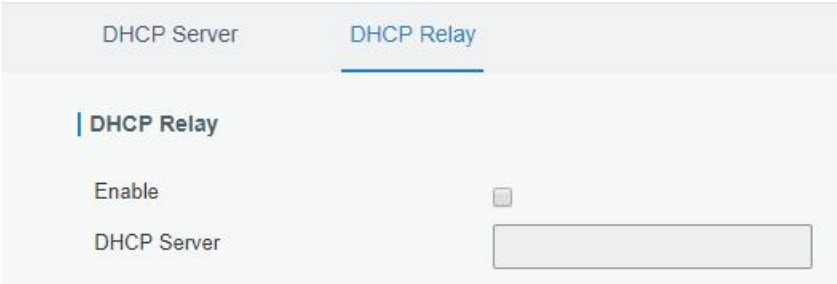 DHCP Server DHCP Relay
DHCP Relay
Enable
DHCP Server